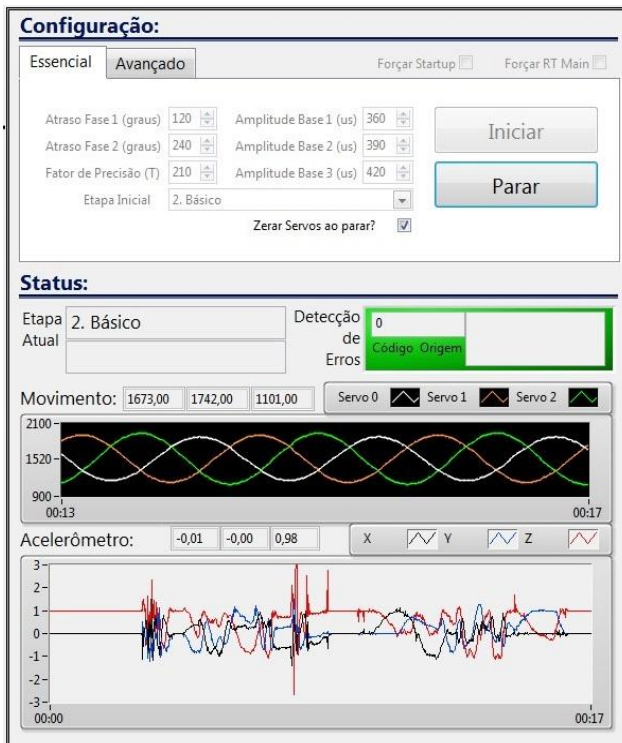 Configuração:
Essencial Avançado Forçar Startup Forçar RT Main
Atraso Fase 1 (graus) 120 Amplitude Base 1 (us) 360
Atraso Fase 2 (graus) 240 Amplitude Base 2 (us) 390
Fator de Precisão (T) 210 Amplitude Base 3 (us) 420
Etapa Inicial 2. Básico
Zerar Servos ao parar?
Iniciar
Parar
Status:
Etapa Atual 2. Básico
Detecção de Erros 0
Código Origem
Movimento: 1673,00 1742,00 1101,00 Servo 0 Servo 1 Servo 2
2100
1520
900
00:13 00:17
Acelerômetro: -0,01 -0,00 0,98 X Y Z
3
2
1
0
-1
-2
-3
00:00 00:17